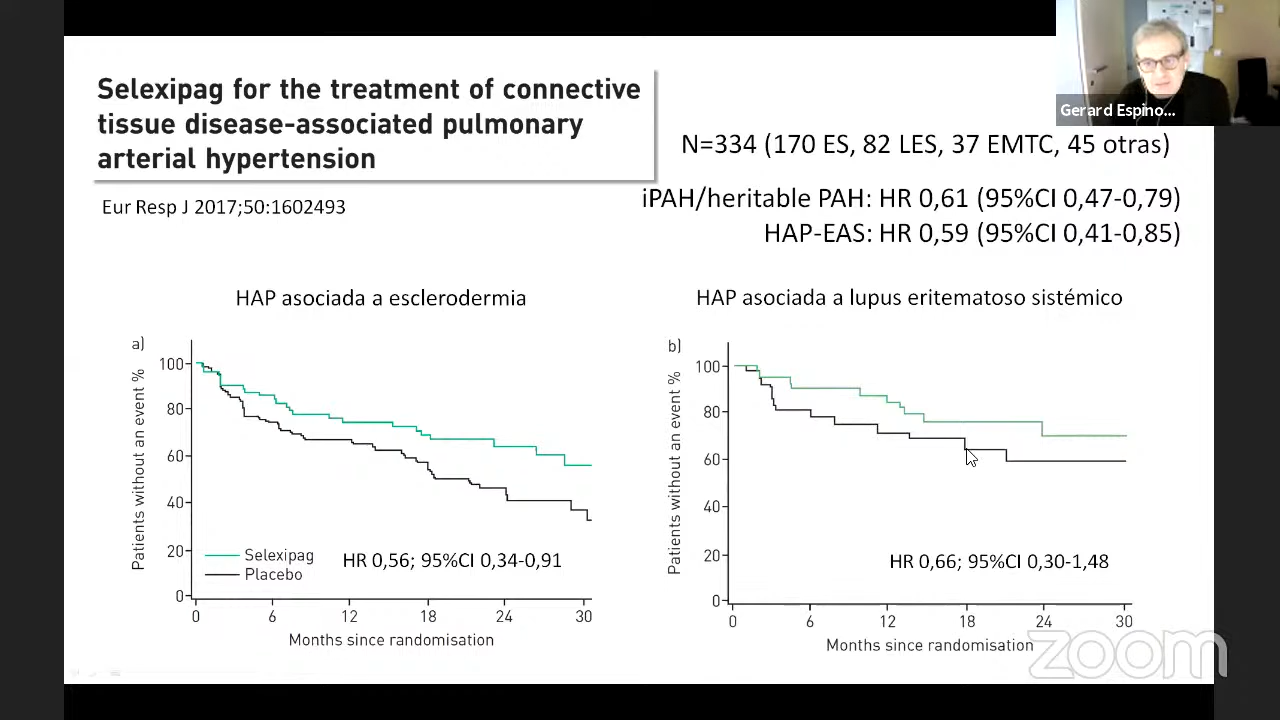 Gerard Espino...
Selexipag for the treatment of connective
tissue disease-associated pulmonary
arterial hypertension
N=334 (170 ES, 82 LES, 37 EMTC, 45 otras)
Eur Resp J 2017;50:1602493
iPAH/heritable PAH: HR 0,61 (95%CI 0,47-0,79)
HAP-EAS: HR 0,59 (95%CI 0,41-0,85)
HAP asociada a esclerodermia
a)
Patients without an event %
100
80
60
40
20
0
Selexipag
Placebo
HR 0,56; 95%CI 0,34-0,91
0 6 12 18 24 30
Months since randomisation
HAP asociada a lupus eritematoso sistémico
b)
Patients without an event %
100
80
60
40
20
0
HR 0,66; 95%CI 0,30-1,48
0 6 12 18 24 30
Months since randomisation
zoom